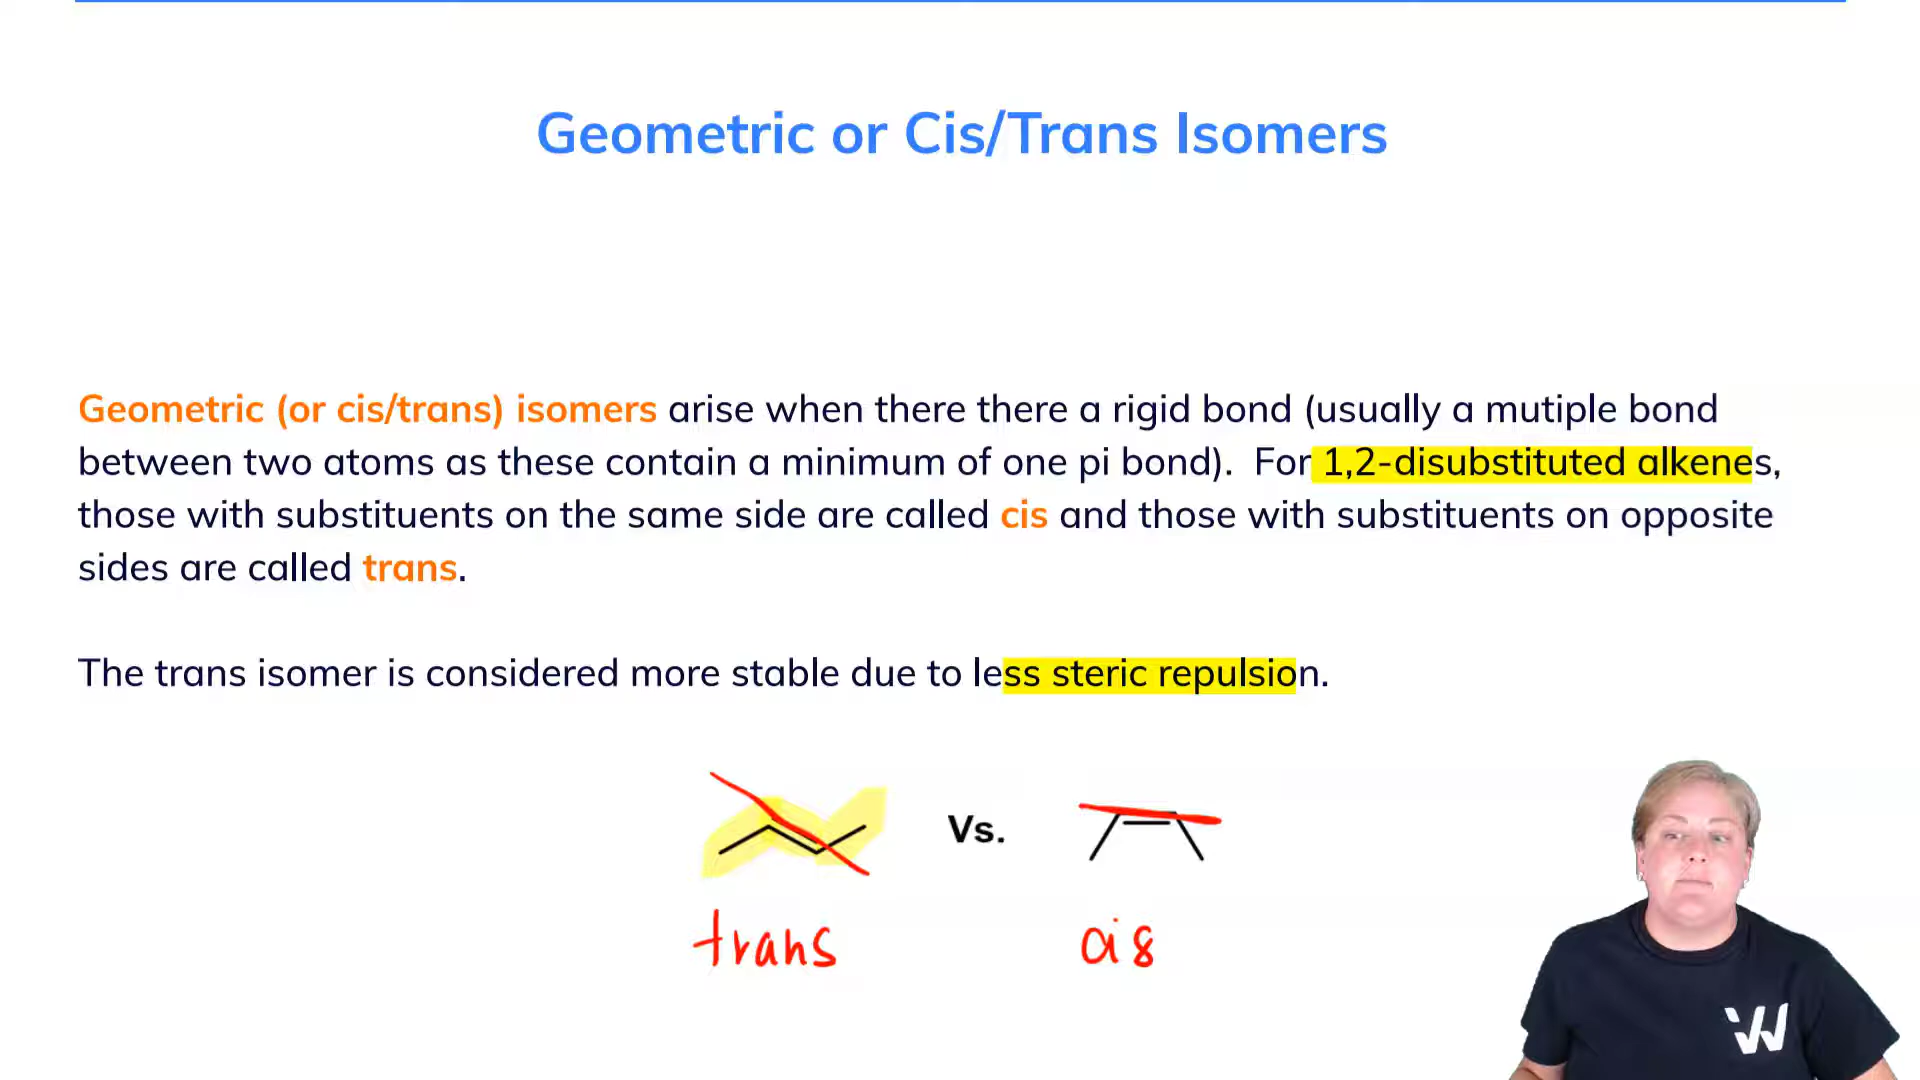 Geometric or Cis/Trans Isomers
Geometric (or cis/trans) isomers arise when there there a rigid bond (usually a mutiple bond
between two atoms as these contain a minimum of one pi bond).  For 1,2-disubstituted alkenes,
those with substituents on the same side are called cis and those with substituents on opposite
sides are called trans.
The trans isomer is considered more stable due to less steric repulsion.
Vs.
trans
cis
W